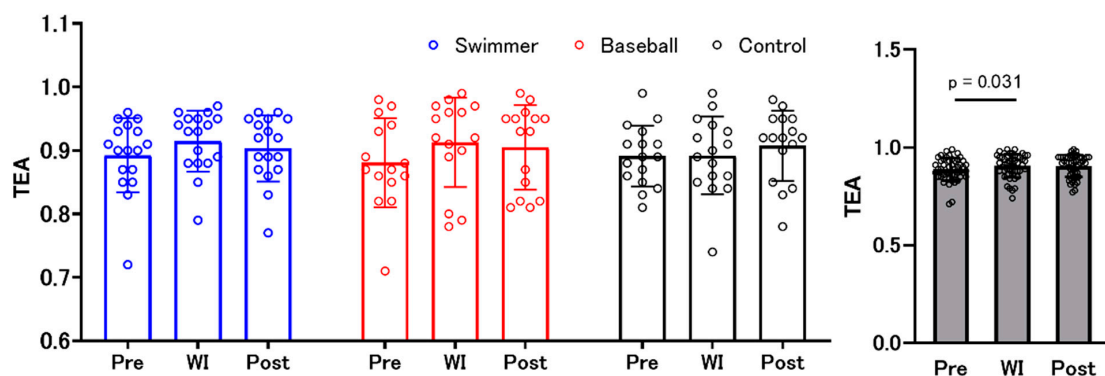 TEA
1.1
1.0
0.9
0.8
0.7
0.6
Swimmer Baseball Control
Pre WI Post Pre WI Post Pre WI Post
TEA
1.5
1.0
0.5
0.0
p = 0.031
Pre WI Post